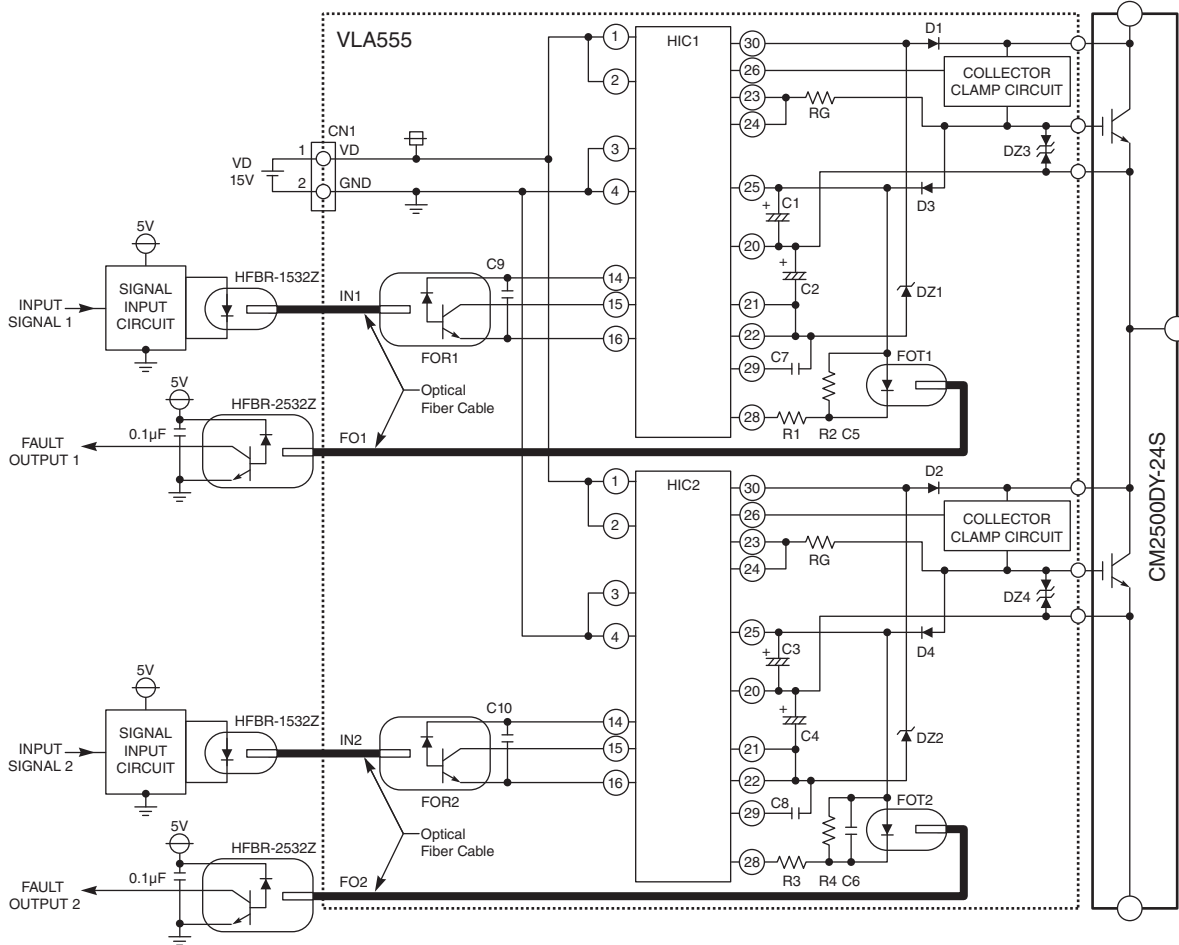 VLA555
HIC1
1
2
3
4
14
15
16
30
26
23
24
25
20
21
22
29
28
D1
COLLECTOR
CLAMP CIRCUIT
RG
DZ3
D3
+
C1
+
C2
DZ1
C7
R1
R2 C5
FOT1
CN1
1
VD
2
GND
VD
15V
5V
SIGNAL
INPUT
CIRCUIT
INPUT
SIGNAL 1
HFBR-1532Z
IN1
C9
FOR1
Optical
Fiber Cable
5V
HFBR-2532Z
0.1µF
FAULT
OUTPUT 1
FO1
HIC2
1
2
3
4
14
15
16
30
26
23
24
25
20
21
22
29
28
D2
COLLECTOR
CLAMP CIRCUIT
RG
DZ4
D4
+
C3
+
C4
DZ2
C8
R3
R4 C6
FOT2
5V
SIGNAL
INPUT
CIRCUIT
INPUT
SIGNAL 2
HFBR-1532Z
IN2
C10
FOR2
Optical
Fiber Cable
5V
HFBR-2532Z
0.1µF
FAULT
OUTPUT 2
FO2
CM2500DY-24S